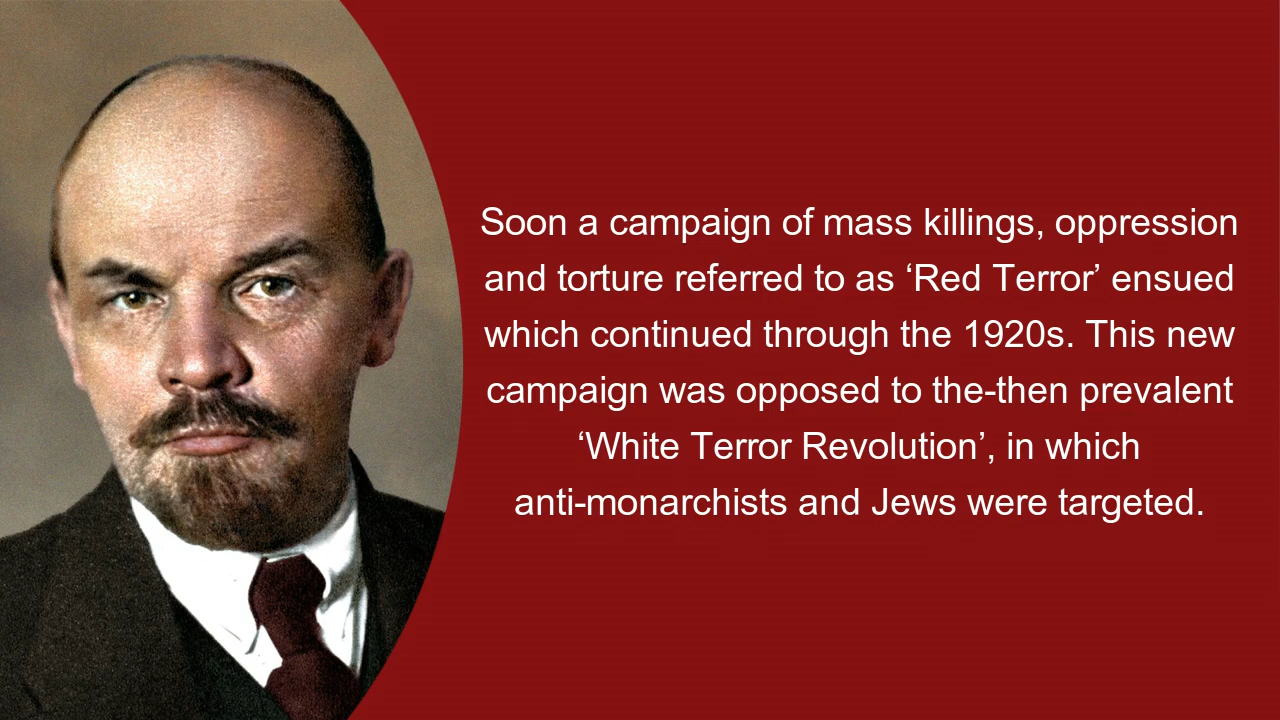 Soon a campaign of mass killings, oppression
and torture referred to as ‘Red Terror’ ensued
which continued through the 1920s. This new
campaign was opposed to the-then prevalent
‘White Terror Revolution’, in which
anti-monarchists and Jews were targeted.